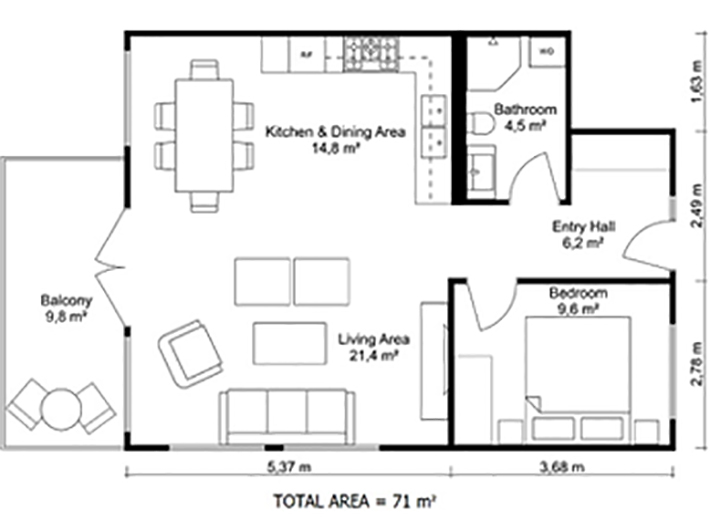 R/F
WD
Bathroom
4,5 m²
Kitchen & Dining Area
14,8 m²
1,63 m
2,49 m
Entry Hall
6,2 m²
Balcony
9,8 m²
Bedroom
9,6 m²
Living Area
21,4 m²
2,78 m
5,37 m
3,68 m
TOTAL AREA = 71 m²